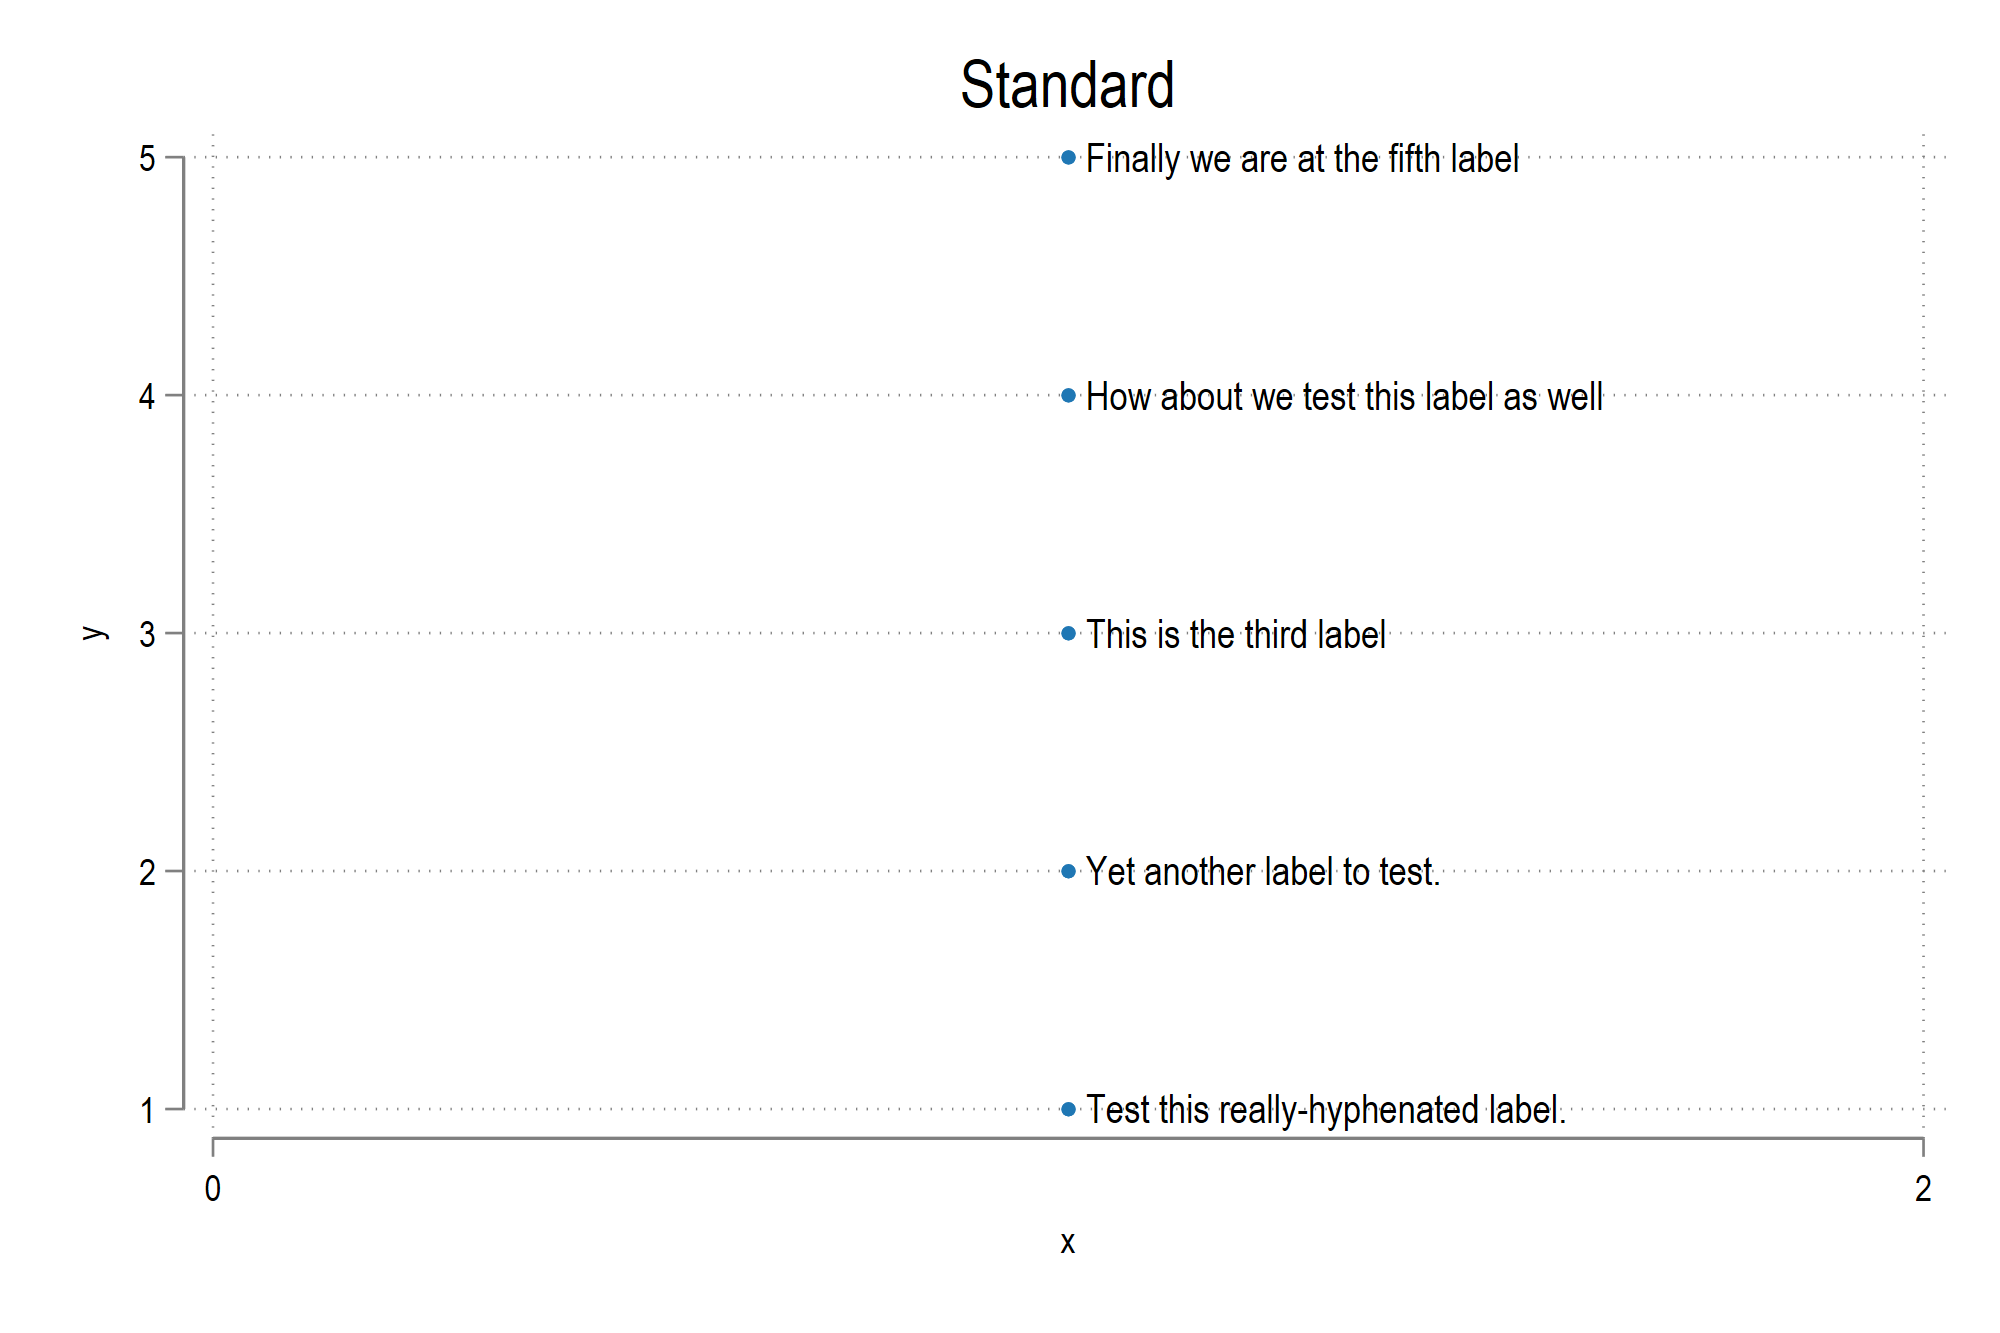 Standard
5
Finally we are at the fifth label
4
How about we test this label as well
y
3
This is the third label
2
Yet another label to test.
1
Test this really-hyphenated label.
0
2
x